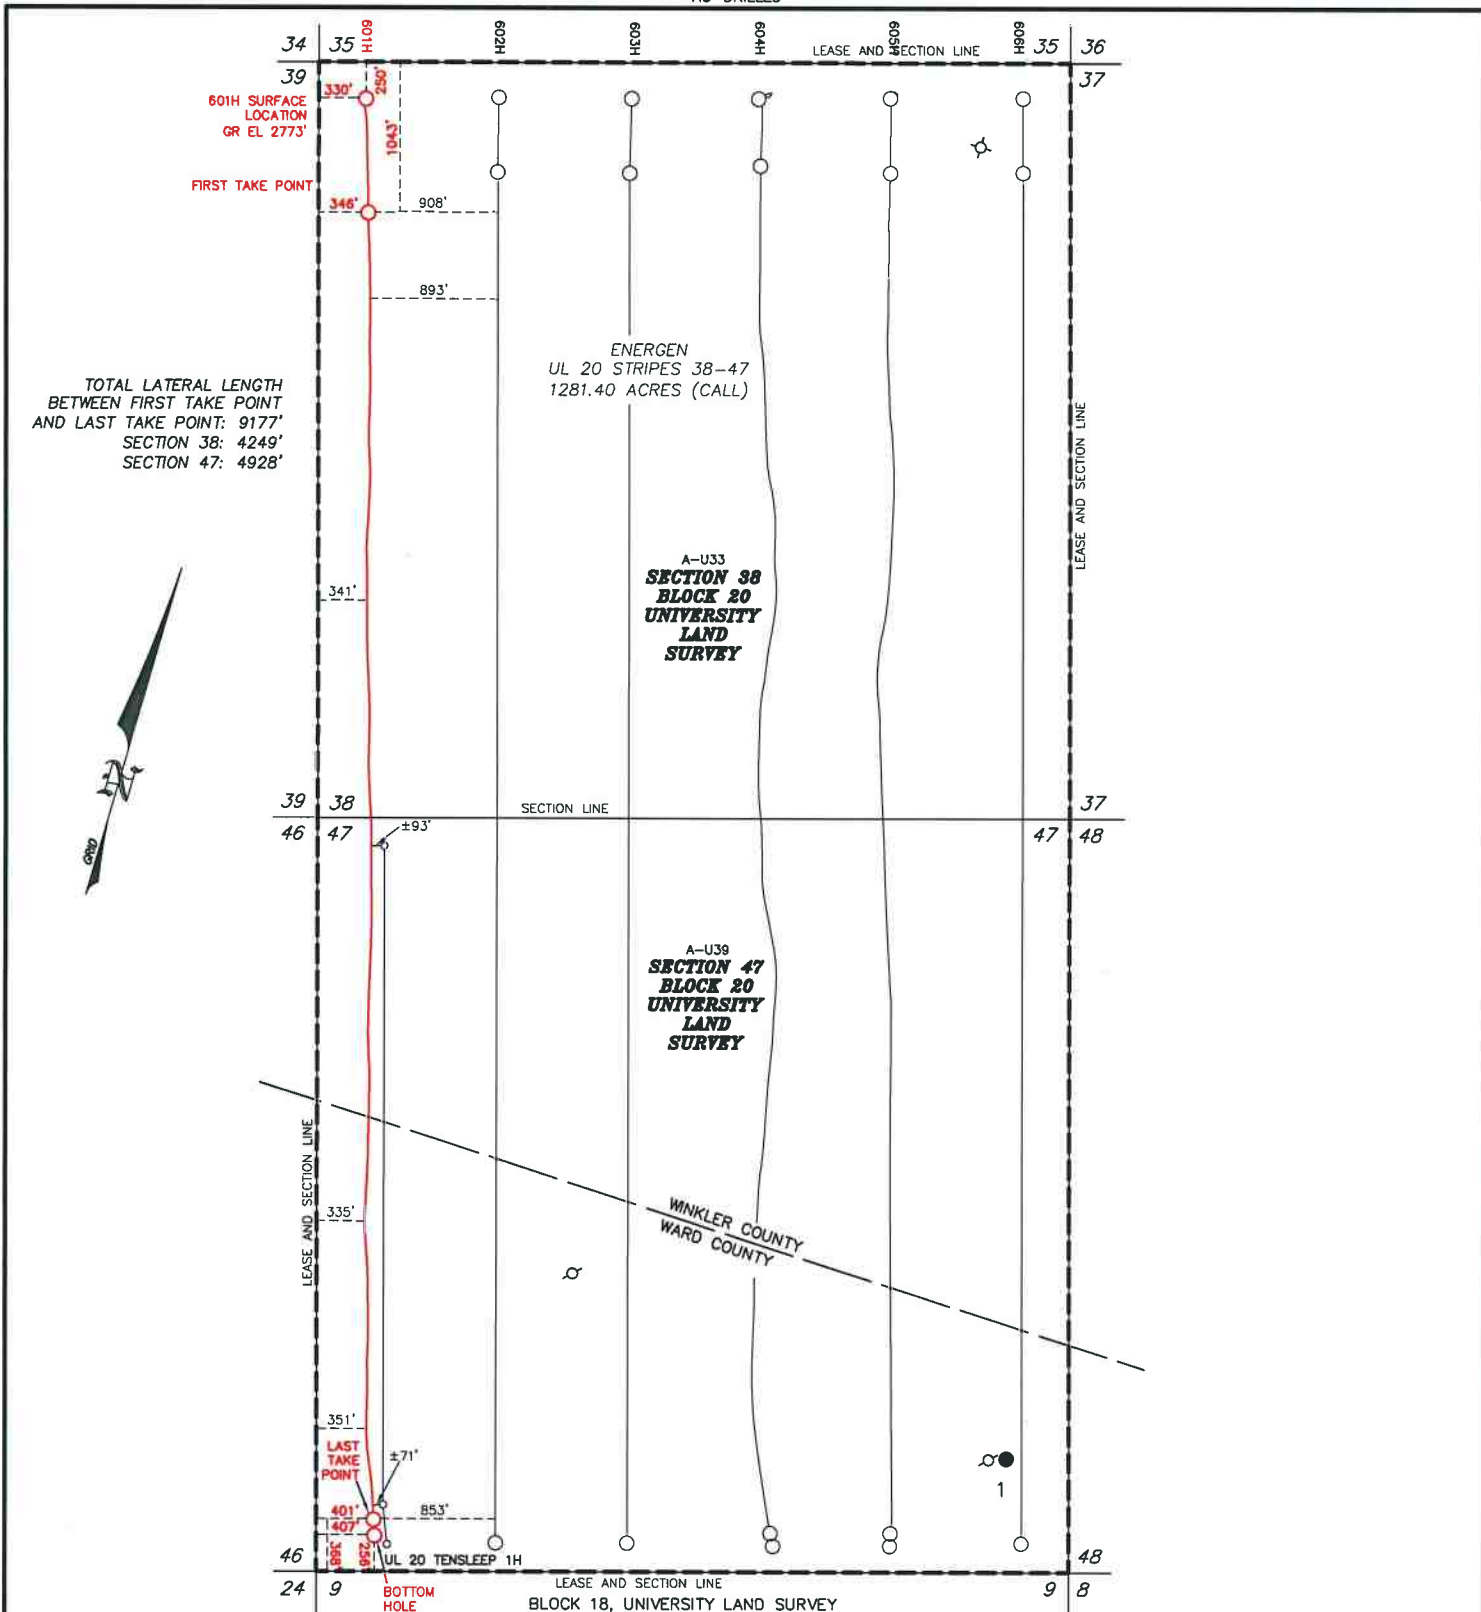 601H
602H
603H
604H
605H
606H
34 35
LEASE AND SECTION LINE
35 36
39
37
330'
250'
601H SURFACE
LOCATION
GR EL 2773'
1043'
FIRST TAKE POINT
346'
908'
893'
ENERGEN
UL 20 STRIPES 38-47
1281.40 ACRES (CALL)
TOTAL LATERAL LENGTH
BETWEEN FIRST TAKE POINT
AND LAST TAKE POINT: 9177'
SECTION 38: 4249'
SECTION 47: 4928'
LEASE AND SECTION LINE
A-U33
SECTION 38
BLOCK 20
UNIVERSITY
LAND
SURVEY
341'
GRID
39 38
SECTION LINE
37
46 47
±93'
47 48
A-U39
SECTION 47
BLOCK 20
UNIVERSITY
LAND
SURVEY
LEASE AND SECTION LINE
335'
WINKLER COUNTY
WARD COUNTY
351'
LAST
TAKE
POINT
±71'
1
401'
853'
407'
368'
256'
46
UL 20 TENSLEEP 1H
48
24 9
BOTTOM
HOLE
LEASE AND SECTION LINE
9 8
BLOCK 18, UNIVERSITY LAND SURVEY